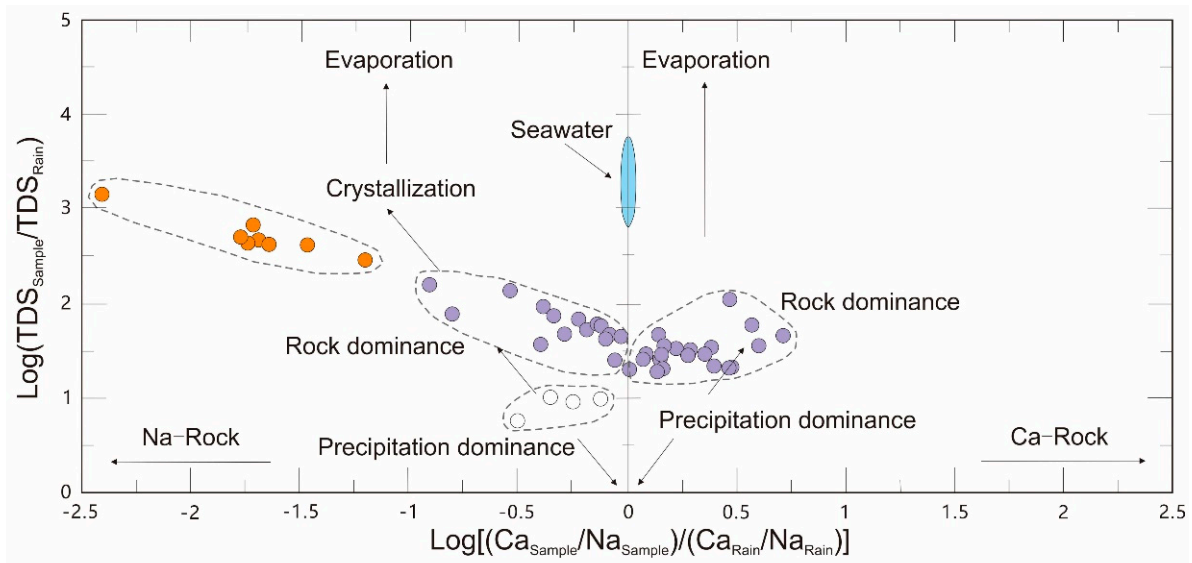 5
Evaporation
Evaporation
4
Seawater
Crystallization
3
2
Rock dominance
Rock dominance
1
Precipitation dominance
Precipitation dominance
Na−Rock
Ca−Rock
0
-2.5
-2
-1.5
-1
-0.5
0
0.5
1
1.5
2
2.5
Log(TDSSample/TDSRain)
Log[(CaSample/NaSample)/(CaRain/NaRain)]